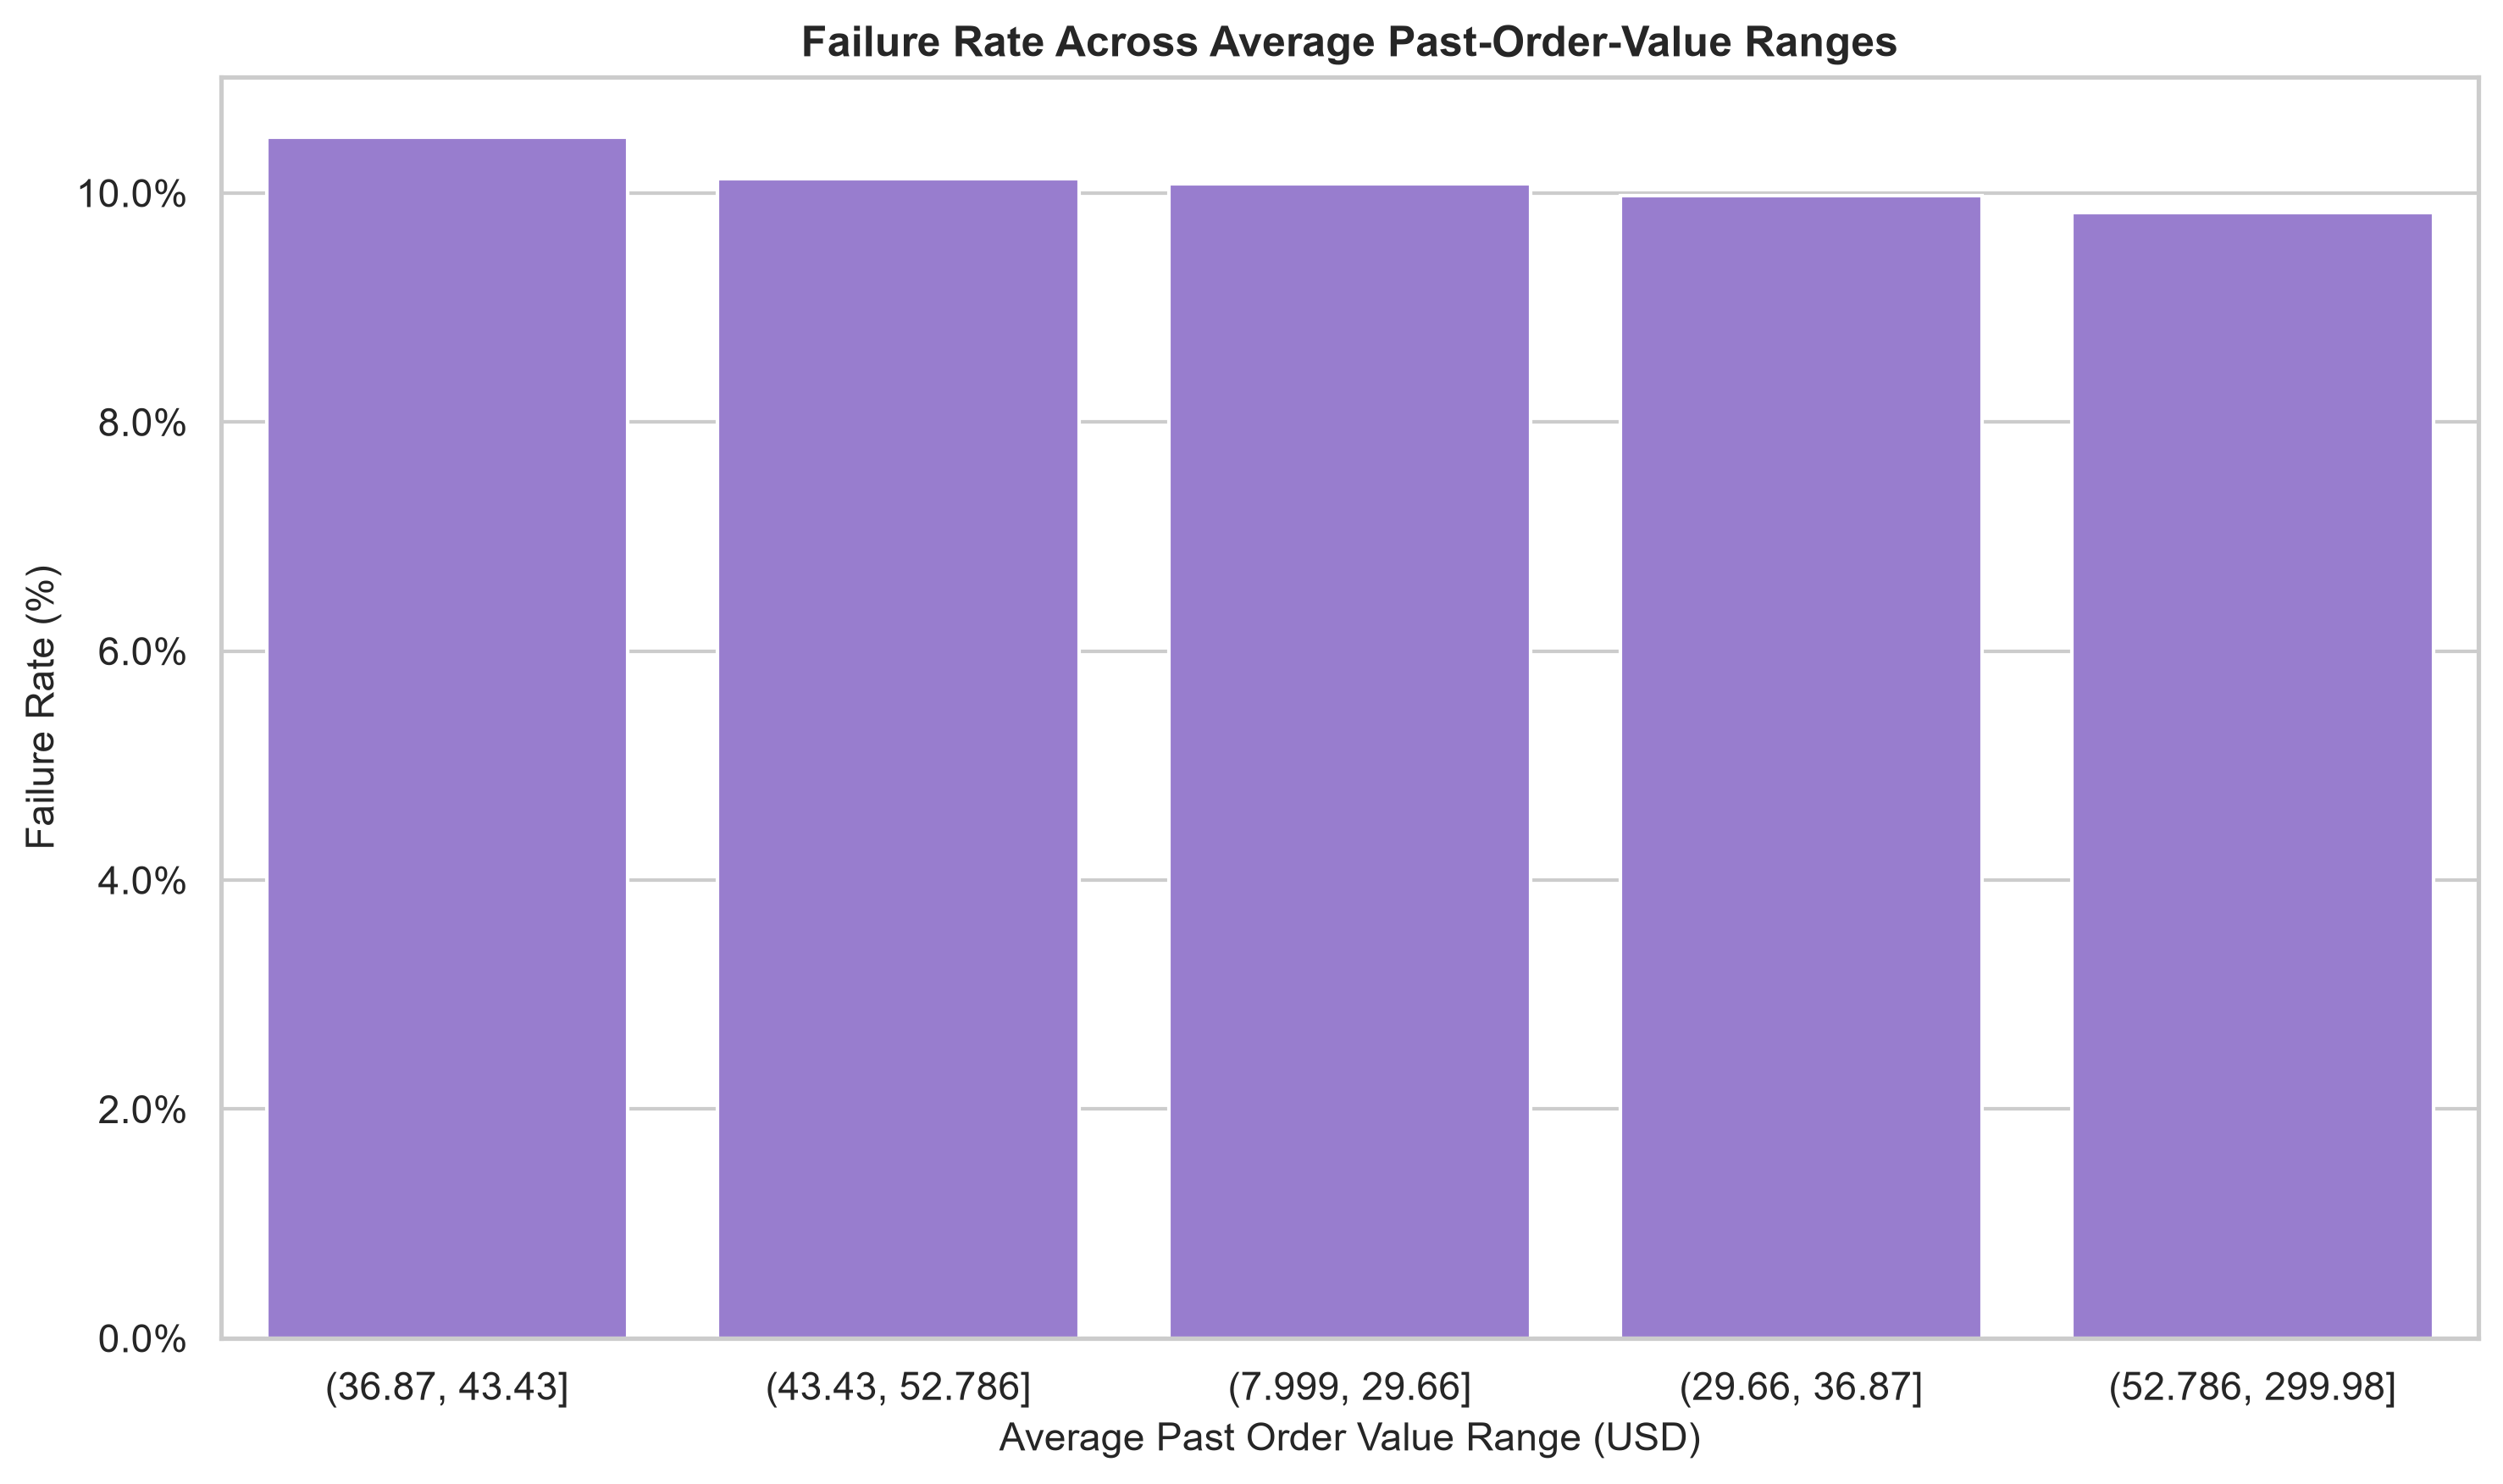 Failure Rate Across Average Past-Order-Value Ranges
Failure Rate (%)
10.0%
8.0%
6.0%
4.0%
2.0%
0.0%
(36.87, 43.43] (43.43, 52.786] (7.999, 29.66] (29.66, 36.87] (52.786, 299.98]
Average Past Order Value Range (USD)